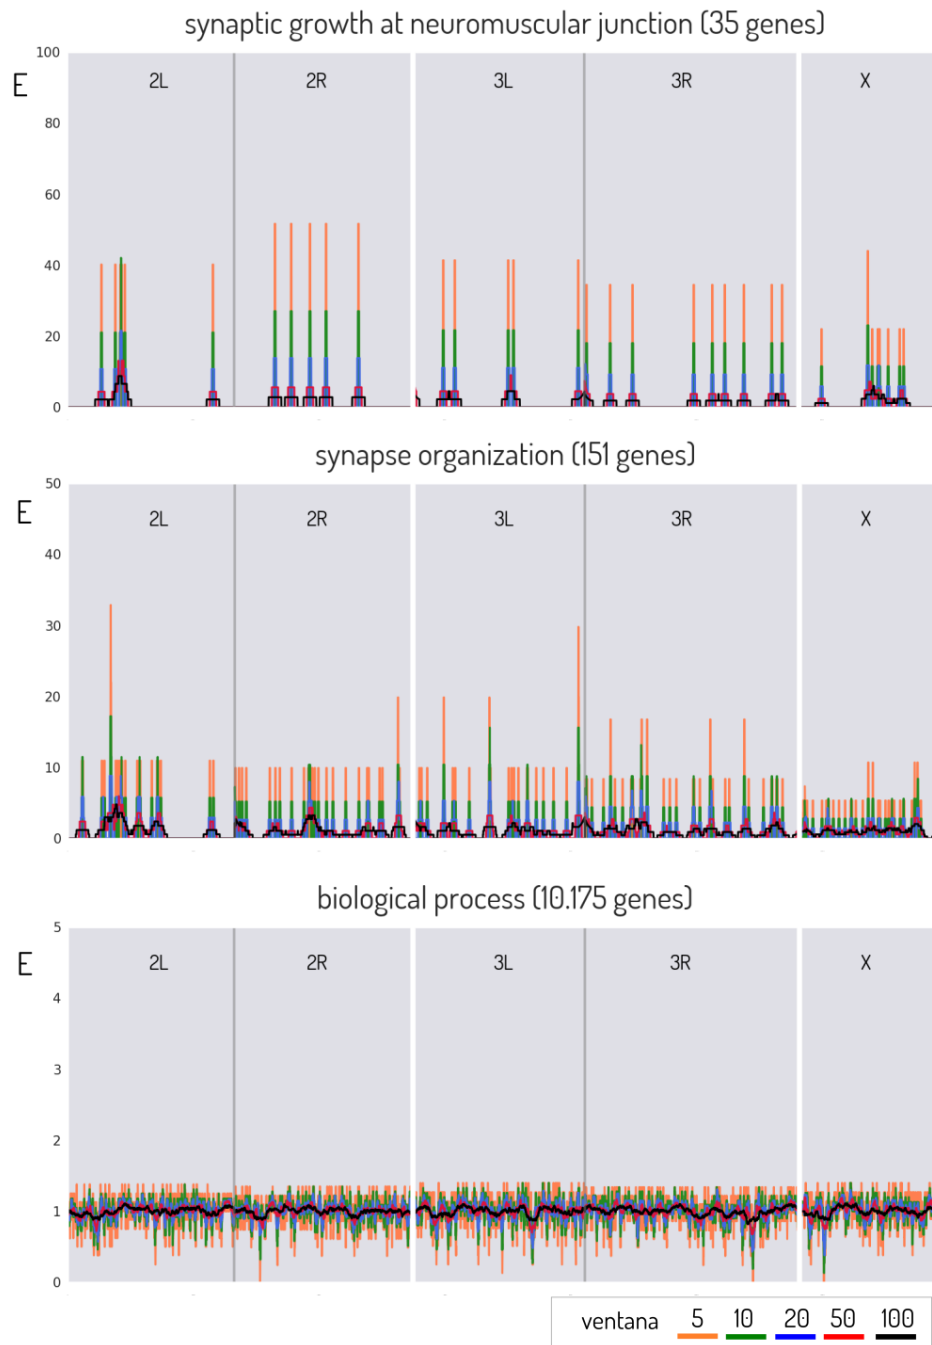 synaptic growth at neuromuscular junction (35 genes)
E
100
80
60
40
20
0
2L 2R 3L 3R X
synapse organization (151 genes)
E
50
40
30
20
10
0
2L 2R 3L 3R X
biological process (10.175 genes)
E
5
4
3
2
1
0
2L 2R 3L 3R X
ventana 5 10 20 50 100